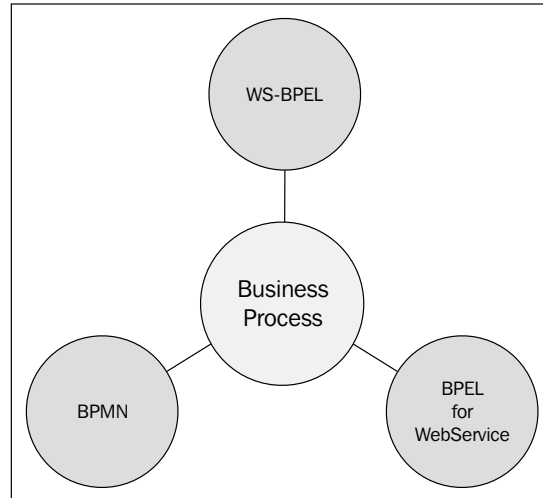 WS-BPEL
Business
Process
BPMN
BPEL
for
WebService